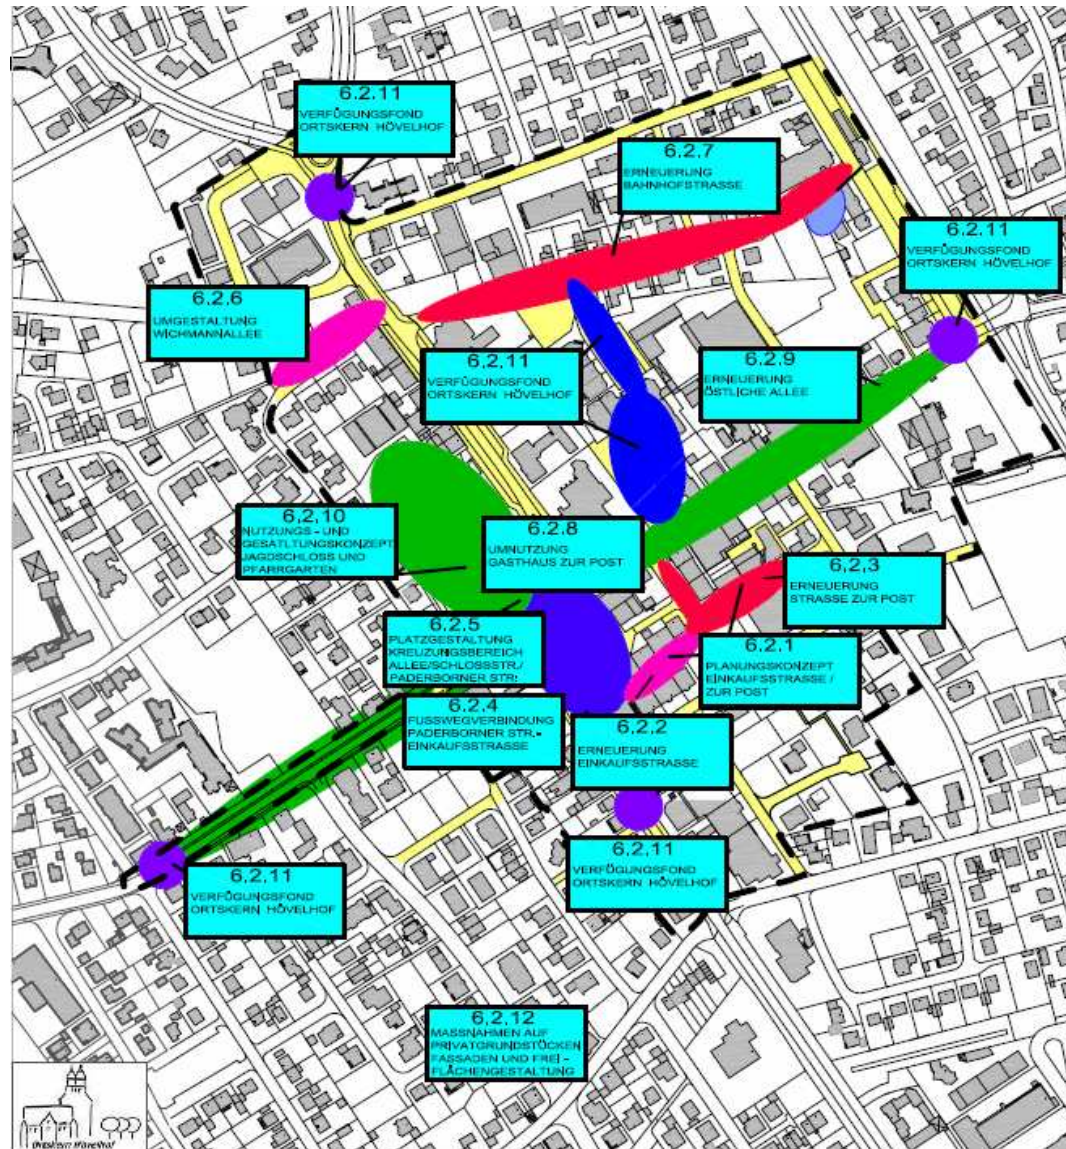 6.2.11
VERFÜGUNGSFOND
ORTSKERN HÖVELHOF
6.2.7
ERNEUERUNG
BAHNHOFSTRASSE
6.2.11
VERFÜGUNGSFOND
ORTSKERN HÖVELHOF
6.2.6
UMGESTALTUNG
WICHMANNALLEE
6.2.11
VERFÜGUNGSFOND
ORTSKERN HÖVELHOF
6.2.9
ERNEUERUNG
ÖSTLICHE ALLEE
6.2.10
NUTZUNGS- UND
GESATLTUNGSKONZEPT
JAGDSCHLOSS UND
PFARRGARTEN
6.2.8
UMNUTZUNG
GASTHAUS ZUR POST
6.2.3
ERNEUERUNG
STRASSE ZUR POST
6.2.5
PLATZGESTALTUNG
KREUZUNGSBEREICH
ALLEE/SCHLOSSSTR./
PADERBORNER STR.
6.2.1
PLANUNGSKONZEPT
EINKAUFSTRASSE /
ZUR POST
6.2.4
FUSSWEGVERBINDUNG
PADERBORNER STR.-
EINKAUFSTRASSE
6.2.2
ERNEUERUNG
EINKAUFSTRASSE
6.2.11
VERFÜGUNGSFOND
ORTSKERN HÖVELHOF
6.2.11
VERFÜGUNGSFOND
ORTSKERN HÖVELHOF
6.2.12
MASSNAHMEN AUF
PRIVATGRUNDSTÜCKEN
FASSADEN UND FREI-
FLÄCHENGESTALTUNG
Ortskern Hövelhof